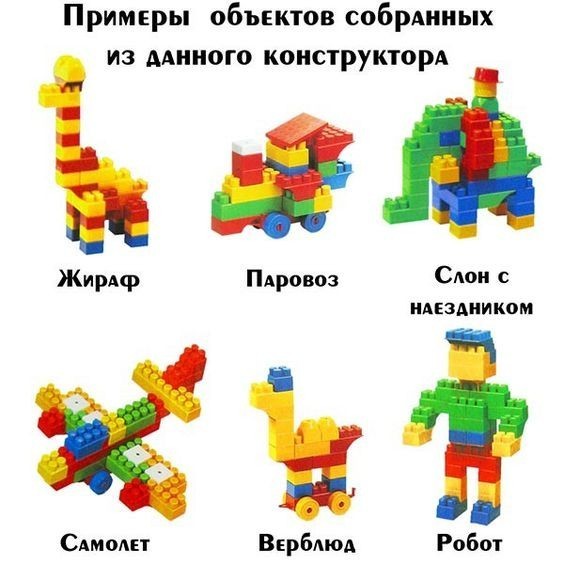 Примеры объектов собранных
из данного конструктора
Жираф
Паровоз
Слон с
наездником
Самолет
Верблюд
Робот